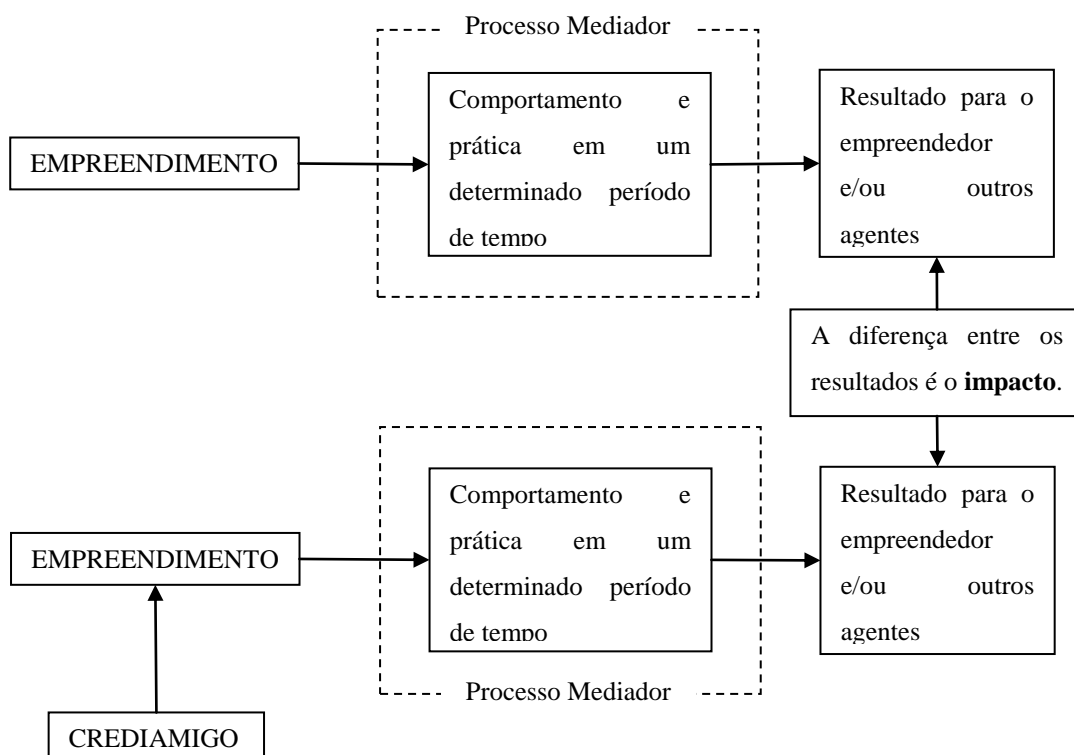 Processo Mediador
EMPREENDIMENTO
Comportamento e
prática em um
determinado período
de tempo
Resultado para o
empreendedor
e/ou outros
agentes
A diferença entre os
resultados é o impacto.
EMPREENDIMENTO
Comportamento e
prática em um
determinado período
de tempo
Resultado para o
empreendedor
e/ou outros
agentes
Processo Mediador
CREDIAMIGO